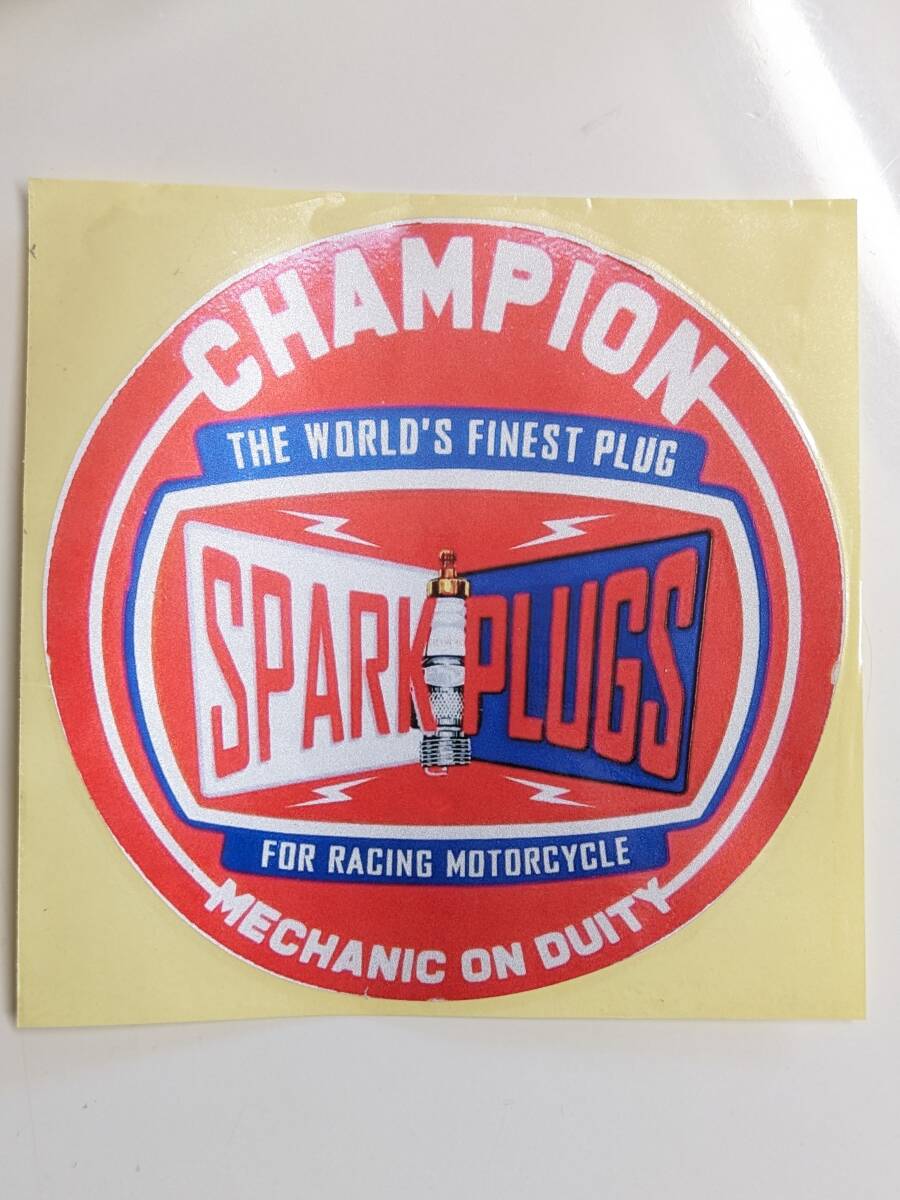 CHAMPION
THE WORLD'S FINEST PLUG
SPARK PLUGS
FOR RACING MOTORCYCLE
MECHANIC ON DUITY